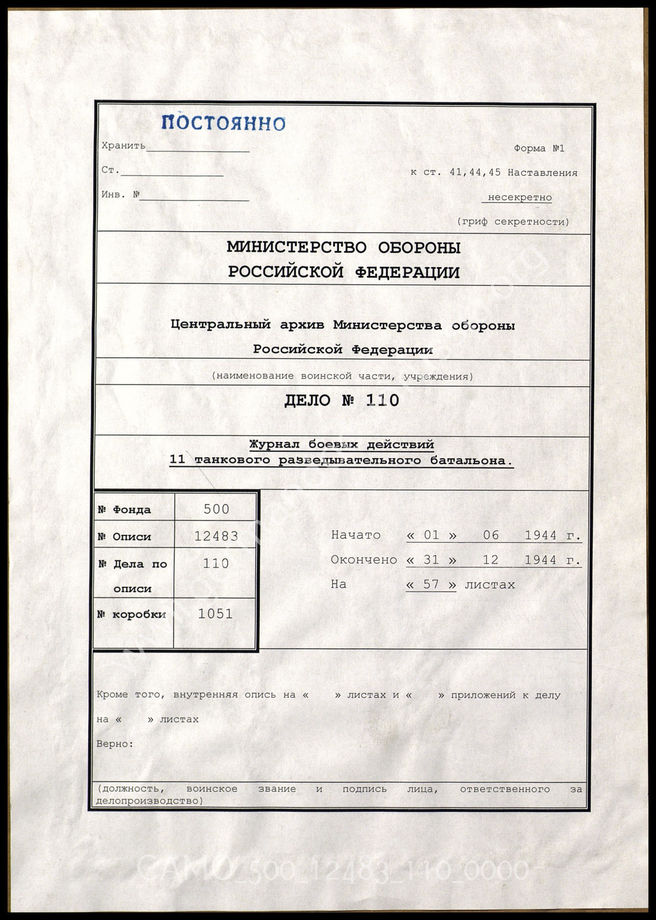 ПОСТОЯННО
Хранить
Форма №1
Ст.
к ст. 41,44,45 Наставления
Инв. №
несекретно
(гриф секретности)
МИНИСТЕРСТВО ОБОРОНЫ
РОССИЙСКОЙ ФЕДЕРАЦИИ
Центральный архив Министерства обороны
Российской Федерации
(наименование воинской части, учреждения)
ДЕЛО № 110
Журнал боевых действий
11 танкового разведывательного батальона.
№ Фонда 500
№ Описи 12483
№ Дела по описи 110
№ коробки 1051
Начато « 01 » 06 1944 г.
Окончено « 31 » 12 1944 г.
На « 57 » листах
Кроме того, внутренняя опись на « » листах и « » приложений к делу
на « » листах
Верно:
(должность, воинское звание и подпись лица, ответственного за
делопроизводство)
CAMO_500_12483_110_0000